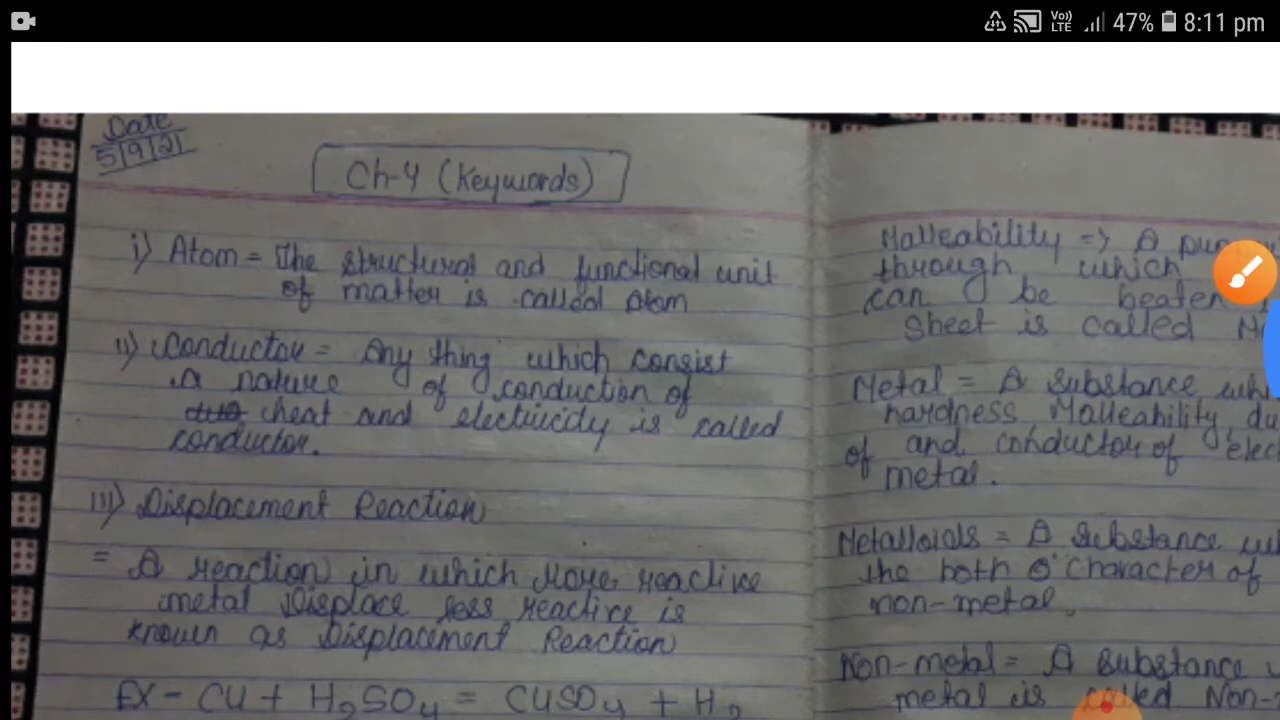 Vo))
LTE
47%
8:11 pm
Date
5/9/21
Ch-4 (Keywords)
i) Atom = The structural and functional unit
of matter is called Atom
ii) Conductor = Any thing which consist
a nature of conduction of
heat and electricity is called
conductor.
iii) Displacement Reaction
= A reaction in which More reactive
metal Displace less reactive is
known as Displacement Reaction
EX - CU + H2SO4 = CUSO4 + H2
Malleability => A
through which
can be beaten
Sheet is called
Metal = A substance
hardness, Malleability,
of and conductor of
metal.
Metalloids = A substance
the both character of
non-metal.
Non-metal = A substance
metal is called Non-